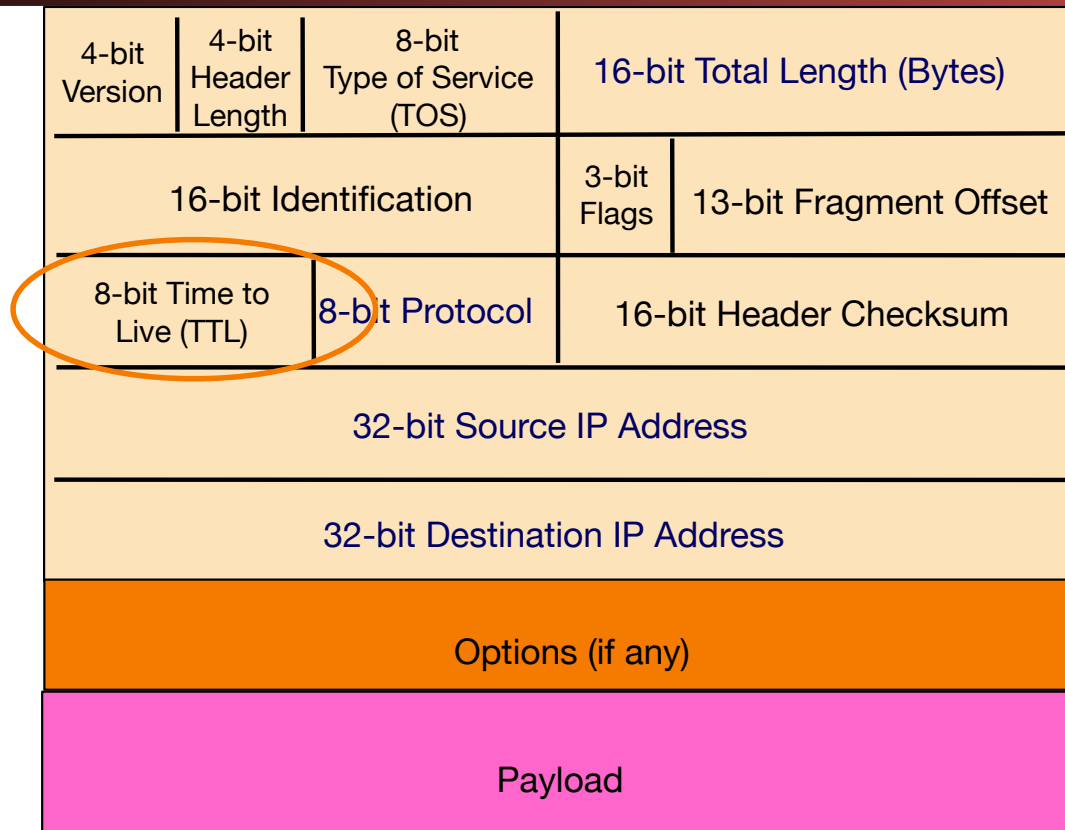 4-bit
Version
4-bit
Header
Length
8-bit
Type of Service
(TOS)
16-bit Total Length (Bytes)
16-bit Identification
3-bit
Flags
13-bit Fragment Offset
8-bit Time to
Live (TTL)
8-bit Protocol
16-bit Header Checksum
32-bit Source IP Address
32-bit Destination IP Address
Options (if any)
Payload